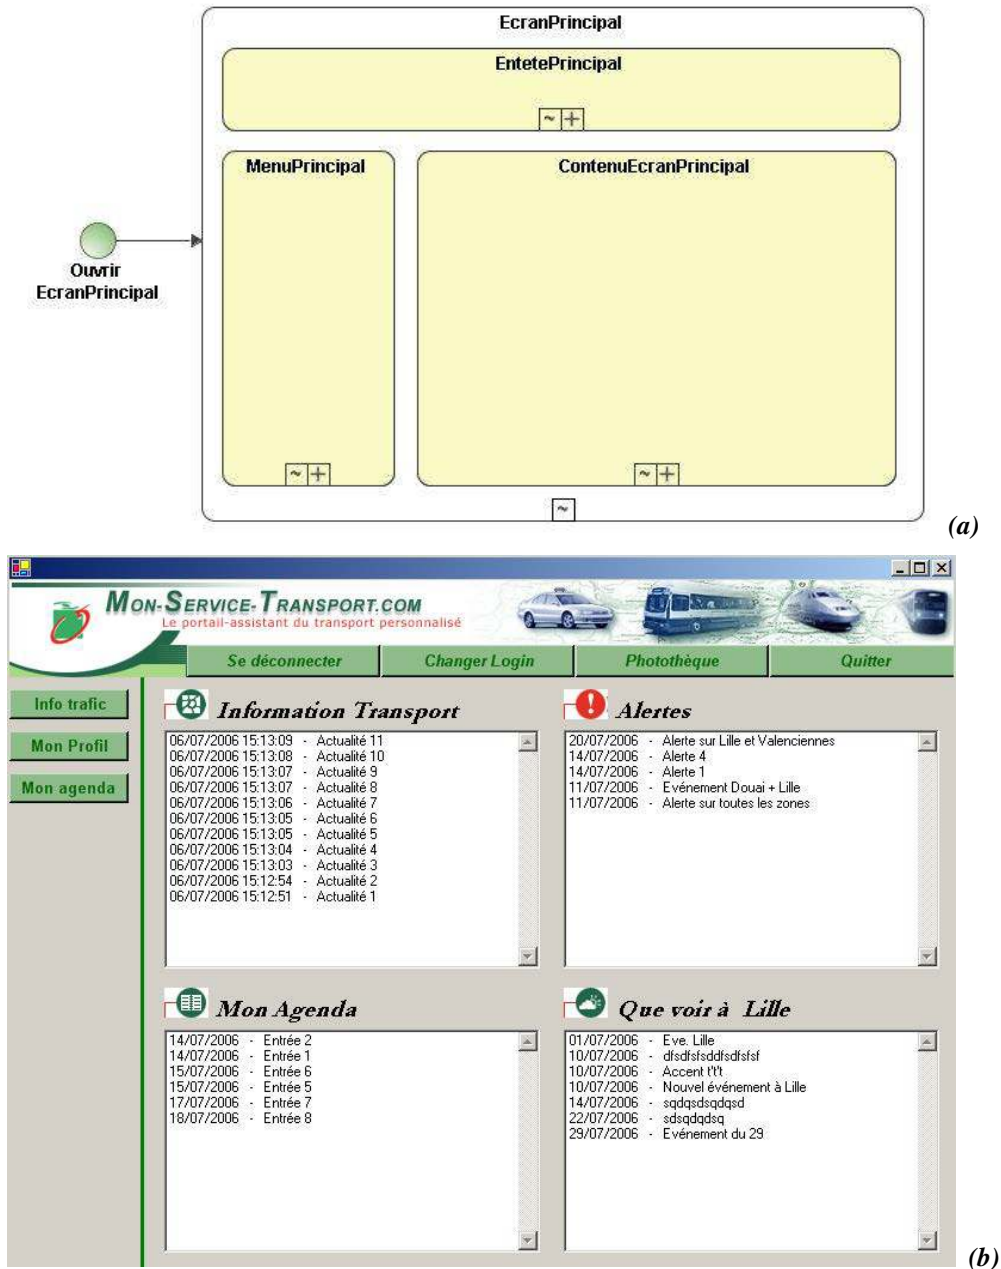 EcranPrincipal
EntetePrincipal
~ +
MenuPrincipal
ContenuEcranPrincipal
Ouvrir
EcranPrincipal
~ +
~ +
~
(a)
MON-SERVICE-TRANSPORT.COM
Le portail-assistant du transport personnalisé
Se déconnecter
Changer Login
Photothèque
Quitter
Info trafic
Mon Profil
Mon agenda
Information Transport
06/07/2006 15:13:09 - Actualité 11
06/07/2006 15:13:08 - Actualité 10
06/07/2006 15:13:07 - Actualité 9
06/07/2006 15:13:07 - Actualité 8
06/07/2006 15:13:06 - Actualité 7
06/07/2006 15:13:05 - Actualité 6
06/07/2006 15:13:05 - Actualité 5
06/07/2006 15:13:04 - Actualité 4
06/07/2006 15:13:03 - Actualité 3
06/07/2006 15:12:54 - Actualité 2
06/07/2006 15:12:51 - Actualité 1
Alertes
20/07/2006 - Alerte sur Lille et Valenciennes
14/07/2006 - Alerte 4
14/07/2006 - Alerte 1
11/07/2006 - Evénement Douai + Lille
11/07/2006 - Alerte sur toutes les zones
Mon Agenda
14/07/2006 - Entrée 2
14/07/2006 - Entrée 1
15/07/2006 - Entrée 6
15/07/2006 - Entrée 5
17/07/2006 - Entrée 7
18/07/2006 - Entrée 8
Que voir à Lille
01/07/2006 - Eve. Lille
10/07/2006 - dfsdfsfsddfsdfsfsf
10/07/2006 - Accent t't't
10/07/2006 - Nouvel événement à Lille
14/07/2006 - sqdqsdsqdqsd
22/07/2006 - sdsqdqdsq
29/07/2006 - Evénement du 29
(b)